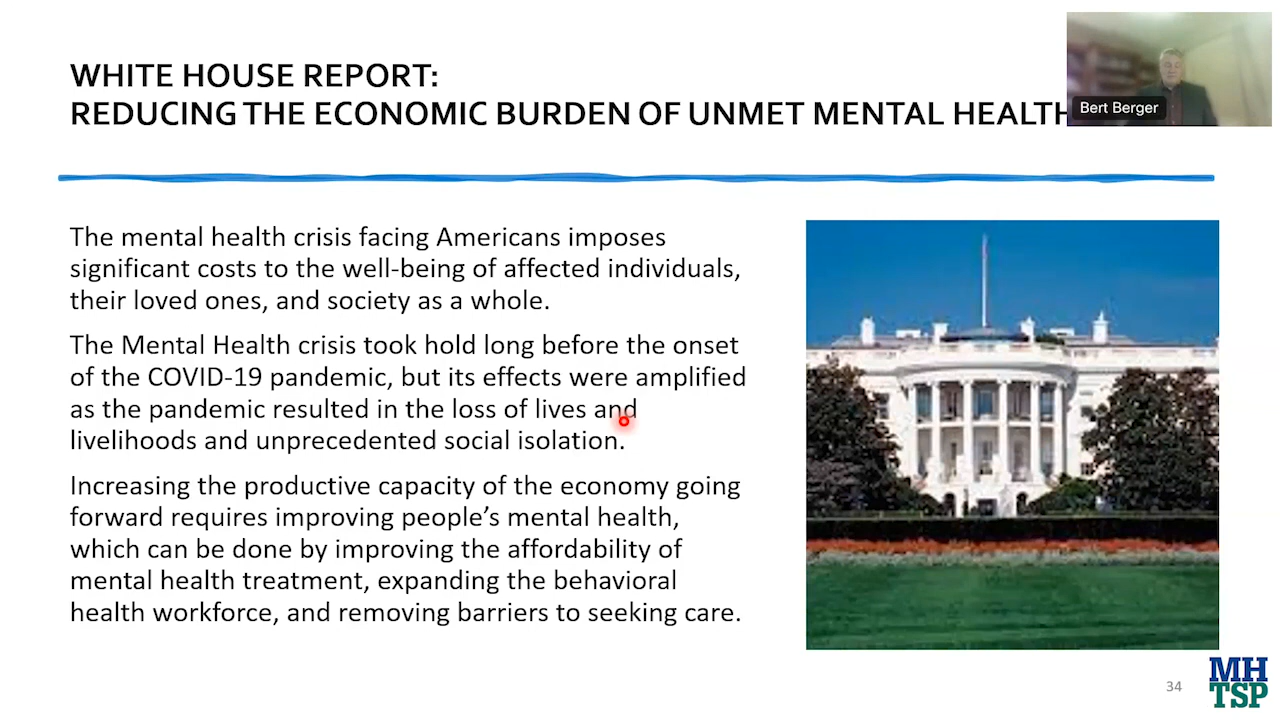 WHITE HOUSE REPORT:
REDUCING THE ECONOMIC BURDEN OF UNMET MENTAL HEALTH
Bert Berger
The mental health crisis facing Americans imposes
significant costs to the well-being of affected individuals,
their loved ones, and society as a whole.
The Mental Health crisis took hold long before the onset
of the COVID-19 pandemic, but its effects were amplified
as the pandemic resulted in the loss of lives and
livelihoods and unprecedented social isolation.
Increasing the productive capacity of the economy going
forward requires improving people’s mental health,
which can be done by improving the affordability of
mental health treatment, expanding the behavioral
health workforce, and removing barriers to seeking care.
34
MH
TSP